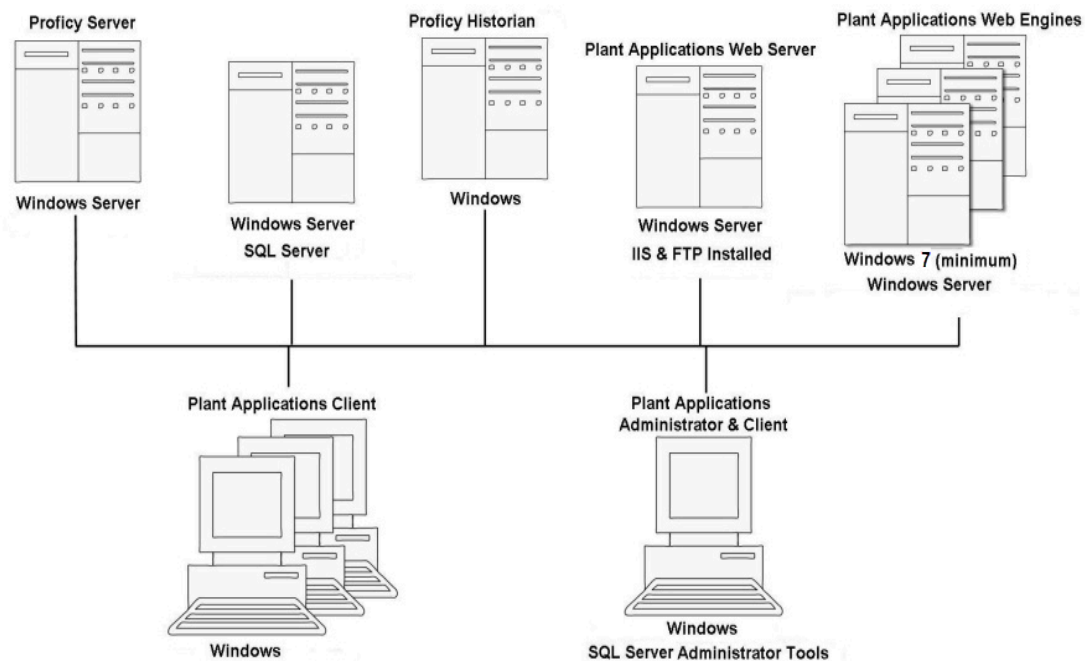 Proficy Server
Windows Server
Windows Server
SQL Server
Proficy Historian
Windows
Plant Applications Web Server
Windows Server
IIS & FTP Installed
Plant Applications Web Engines
Windows 7 (minimum)
Windows Server
Plant Applications Client
Windows
Plant Applications
Administrator & Client
Windows
SQL Server Administrator Tools